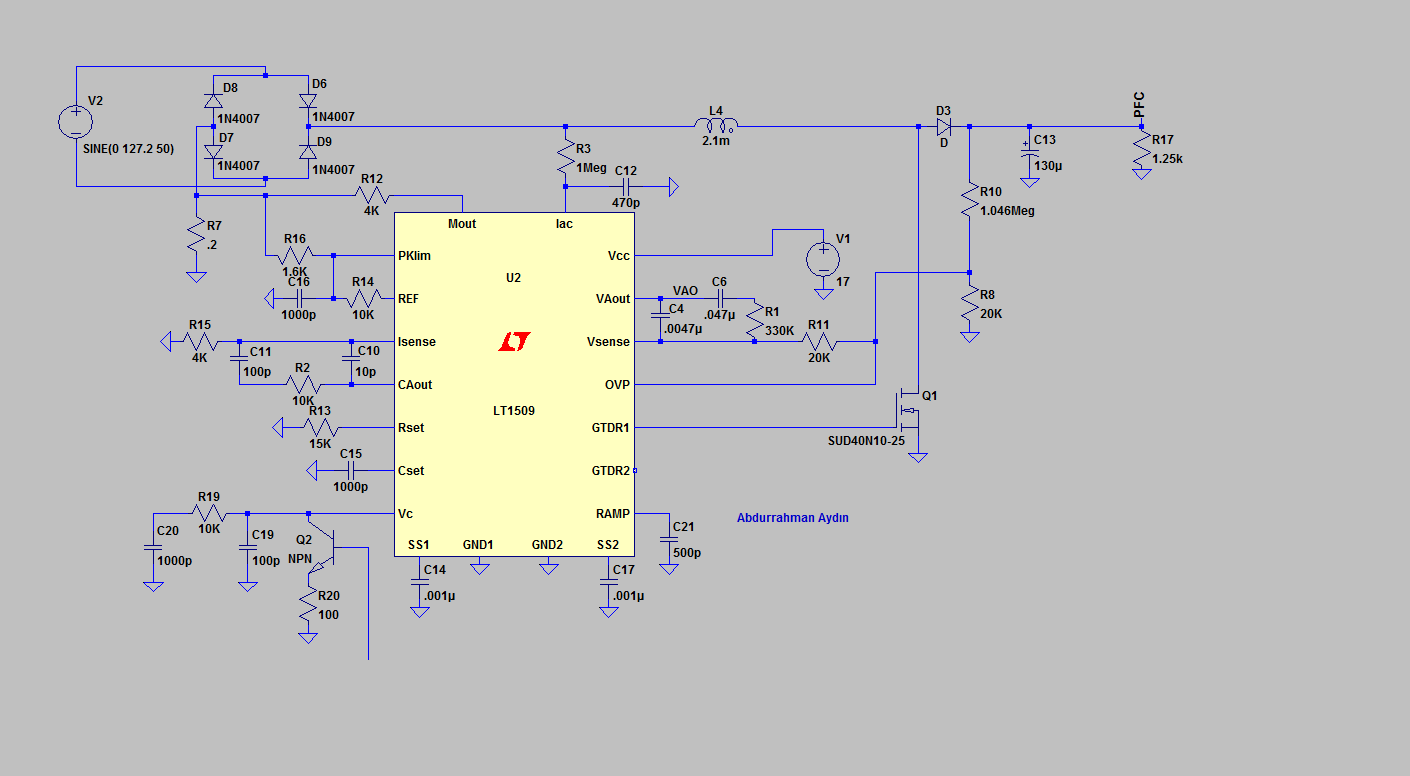 V2
SINE(0 127.2 50)
D8
1N4007
D6
1N4007
D7
1N4007
D9
1N4007
R12
4K
R7
.2
R3
1Meg
C12
470p
L4
2.1m
D3
D
C13
130µ
PFC
R17
1.25k
R10
1.046Meg
R8
20K
V1
17
R16
1.6K
C16
1000p
R14
10K
R15
4K
C11
100p
C10
10p
R2
10K
R13
15K
C15
1000p
Mout
Iac
PKlim
REF
Isense
CAout
Rset
Cset
Vc
SS1
GND1
GND2
SS2
Vcc
VAout
Vsense
OVP
GTDR1
GTDR2
RAMP
U2
LT1509
VAO
C6
.047µ
C4
.0047µ
R1
330K
R11
20K
Q1
SUD40N10-25
R19
10K
C20
1000p
C19
100p
Q2
NPN
R20
100
C14
.001µ
C17
.001µ
C21
500p
Abdurrahman Aydın